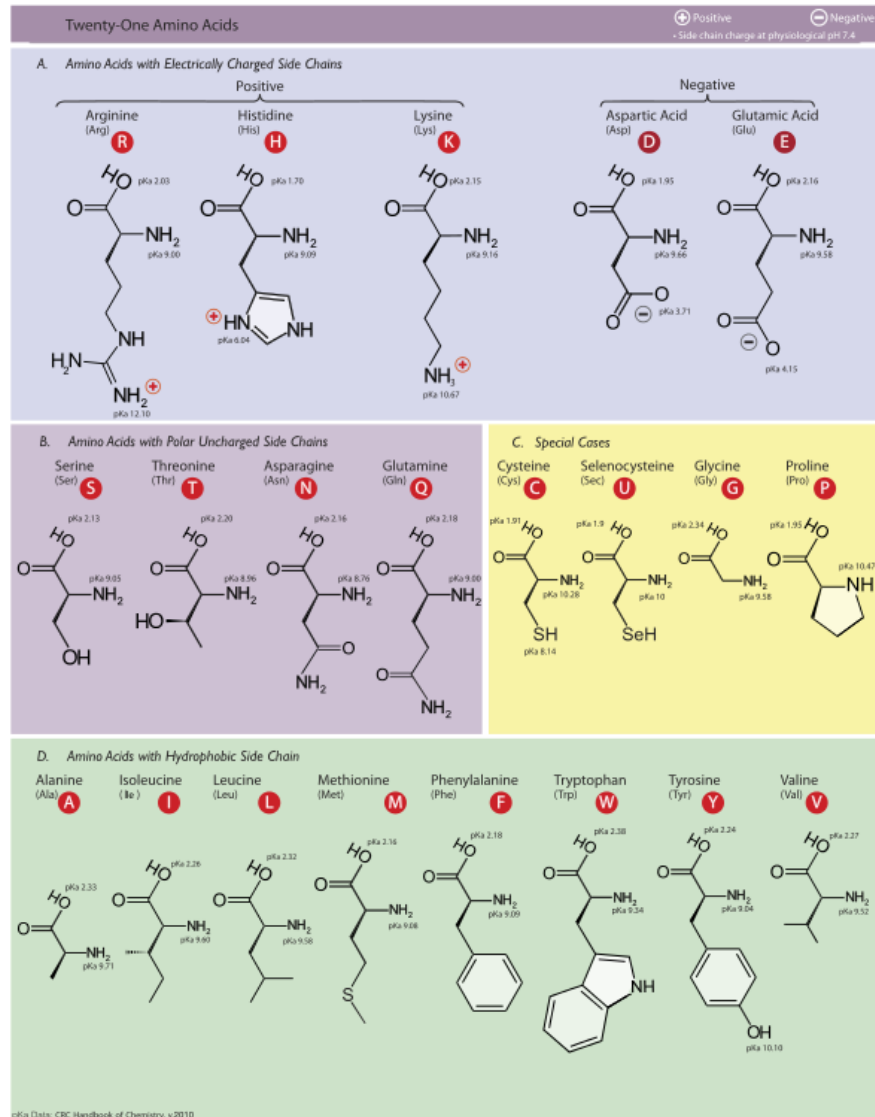 Twenty-One Amino Acids
+ Positive
− Negative
• Side chain charge at physiological pH 7.4
A. Amino Acids with Electrically Charged Side Chains
Positive
Negative
Arginine
(Arg) R
Histidine
(His) H
Lysine
(Lys) K
Aspartic Acid
(Asp) D
Glutamic Acid
(Glu) E
HO pKa 2.03
O
NH2
pKa 9.00
NH
H2N
NH2 +
pKa 12.10
HO pKa 1.70
O
NH2
pKa 9.09
+ HN
NH
pKa 6.04
HO pKa 2.15
O
NH2
pKa 9.16
NH3 +
pKa 10.67
HO pKa 1.95
O
NH2
pKa 9.66
O
O − pKa 3.71
HO pKa 2.16
O
NH2
pKa 9.58
O
− O
pKa 4.15
B. Amino Acids with Polar Uncharged Side Chains
Serine
(Ser) S
Threonine
(Thr) T
Asparagine
(Asn) N
Glutamine
(Gln) Q
pKa 2.13
HO
O
pKa 9.05
NH2
OH
pKa 2.20
HO
O
pKa 8.96
NH2
HO
pKa 2.16
HO
O
pKa 8.76
NH2
O
NH2
pKa 2.18
HO
O
pKa 9.00
NH2
O
NH2
C. Special Cases
Cysteine
(Cys) C
Selenocysteine
(Sec) U
Glycine
(Gly) G
Proline
(Pro) P
pKa 1.91
HO
O
NH2
pKa 10.28
SH
pKa 8.14
pKa 1.9
HO
O
NH2
pKa 10
SeH
pKa 2.34
HO
O
NH2
pKa 9.58
pKa 1.95
HO
O
pKa 10.47
NH
D. Amino Acids with Hydrophobic Side Chain
Alanine
(Ala) A
Isoleucine
(Ile) I
Leucine
(Leu) L
Methionine
(Met) M
Phenylalanine
(Phe) F
Tryptophan
(Trp) W
Tyrosine
(Tyr) Y
Valine
(Val) V
pKa 2.33
HO
O
NH2
pKa 9.71
pKa 2.26
HO
O
NH2
pKa 9.60
pKa 2.32
HO
O
NH2
pKa 9.58
pKa 2.16
HO
O
NH2
pKa 9.08
S
pKa 2.18
HO
O
NH2
pKa 9.09
pKa 2.38
HO
O
NH2
pKa 9.34
NH
pKa 2.24
HO
O
NH2
pKa 9.04
OH
pKa 10.10
pKa 2.27
HO
O
NH2
pKa 9.52
pKa Data: CRC Handbook of Chemistry, v.2010